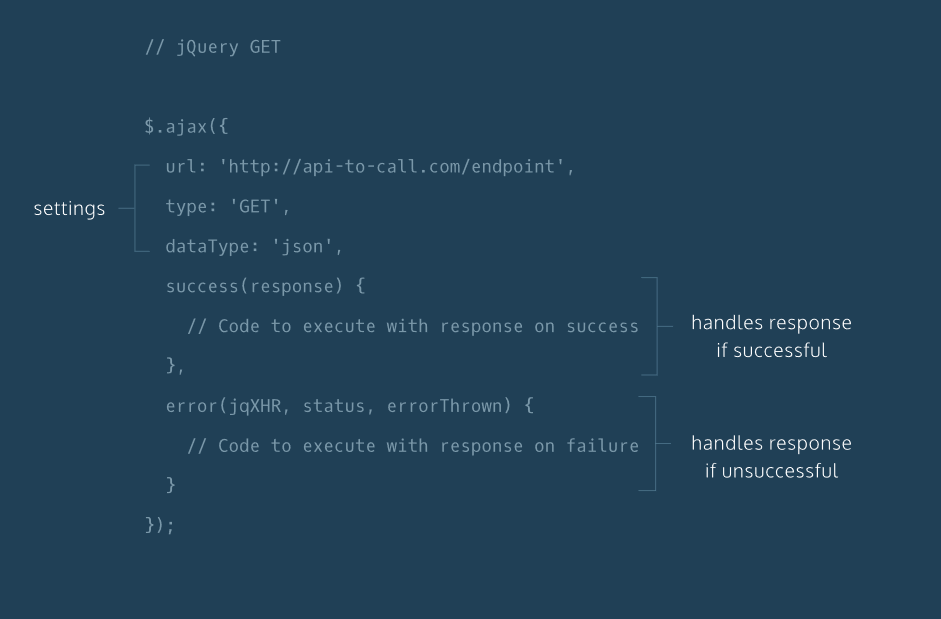 // jQuery GET
$.ajax({
url: 'http://api-to-call.com/endpoint',
settings
type: 'GET',
dataType: 'json',
success(response) {
// Code to execute with response on success
handles response
if successful
},
error(jqXHR, status, errorThrown) {
// Code to execute with response on failure
handles response
if unsuccessful
}
});